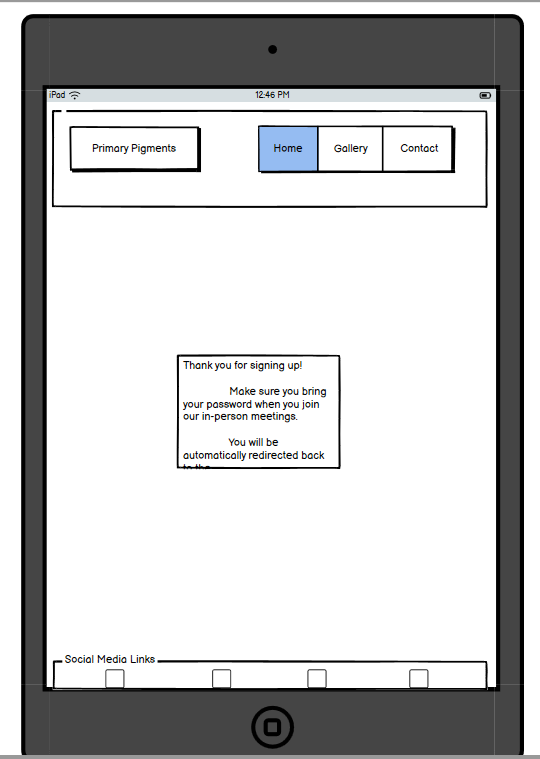 iPad 12:46 PM
Primary Pigments
Home Gallery Contact
Thank you for signing up!
Make sure you bring
your password when you join
our in-person meetings.
You will be
automatically redirected back
to the
Social Media Links